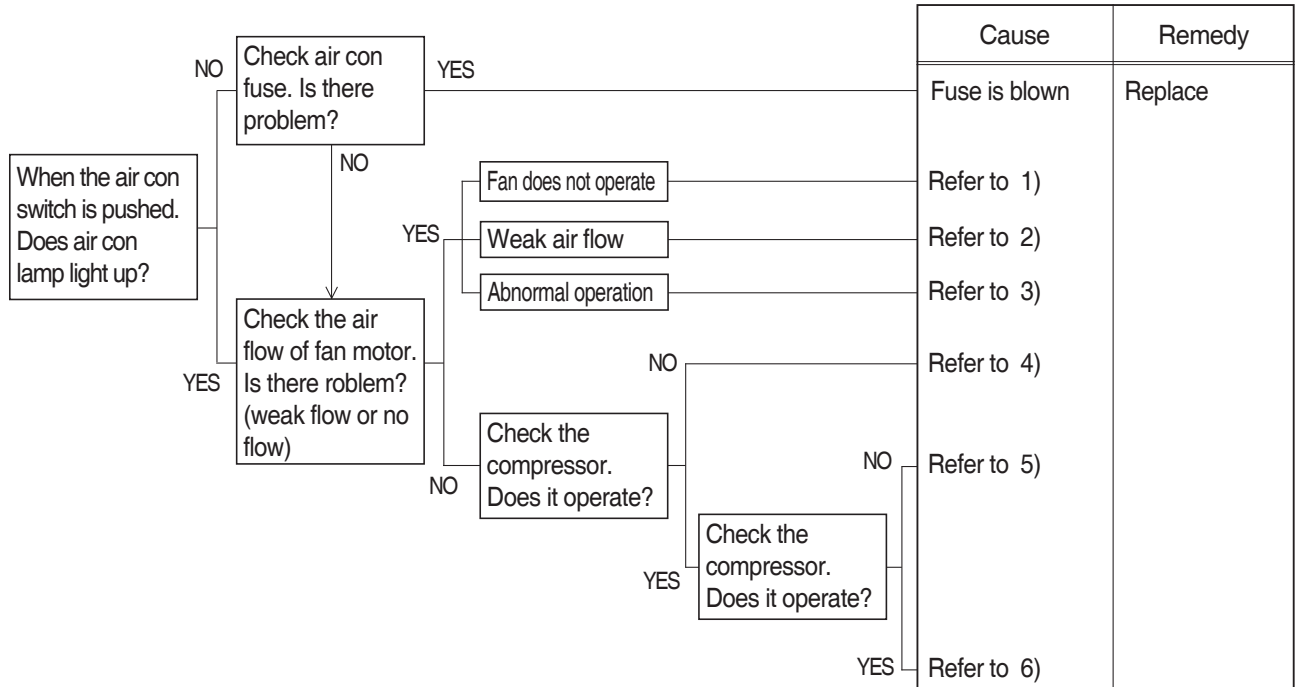 Cause
Remedy
NO
Check air con
fuse. Is there
problem?
YES
Fuse is blown
Replace
NO
When the air con
switch is pushed.
Does air con
lamp light up?
YES
Fan does not operate
Refer to 1)
Weak air flow
Refer to 2)
Abnormal operation
Refer to 3)
YES
Check the air
flow of fan motor.
Is there roblem?
(weak flow or no
flow)
NO
Refer to 4)
NO
Check the
compressor.
Does it operate?
NO
Refer to 5)
YES
Check the
compressor.
Does it operate?
YES
Refer to 6)